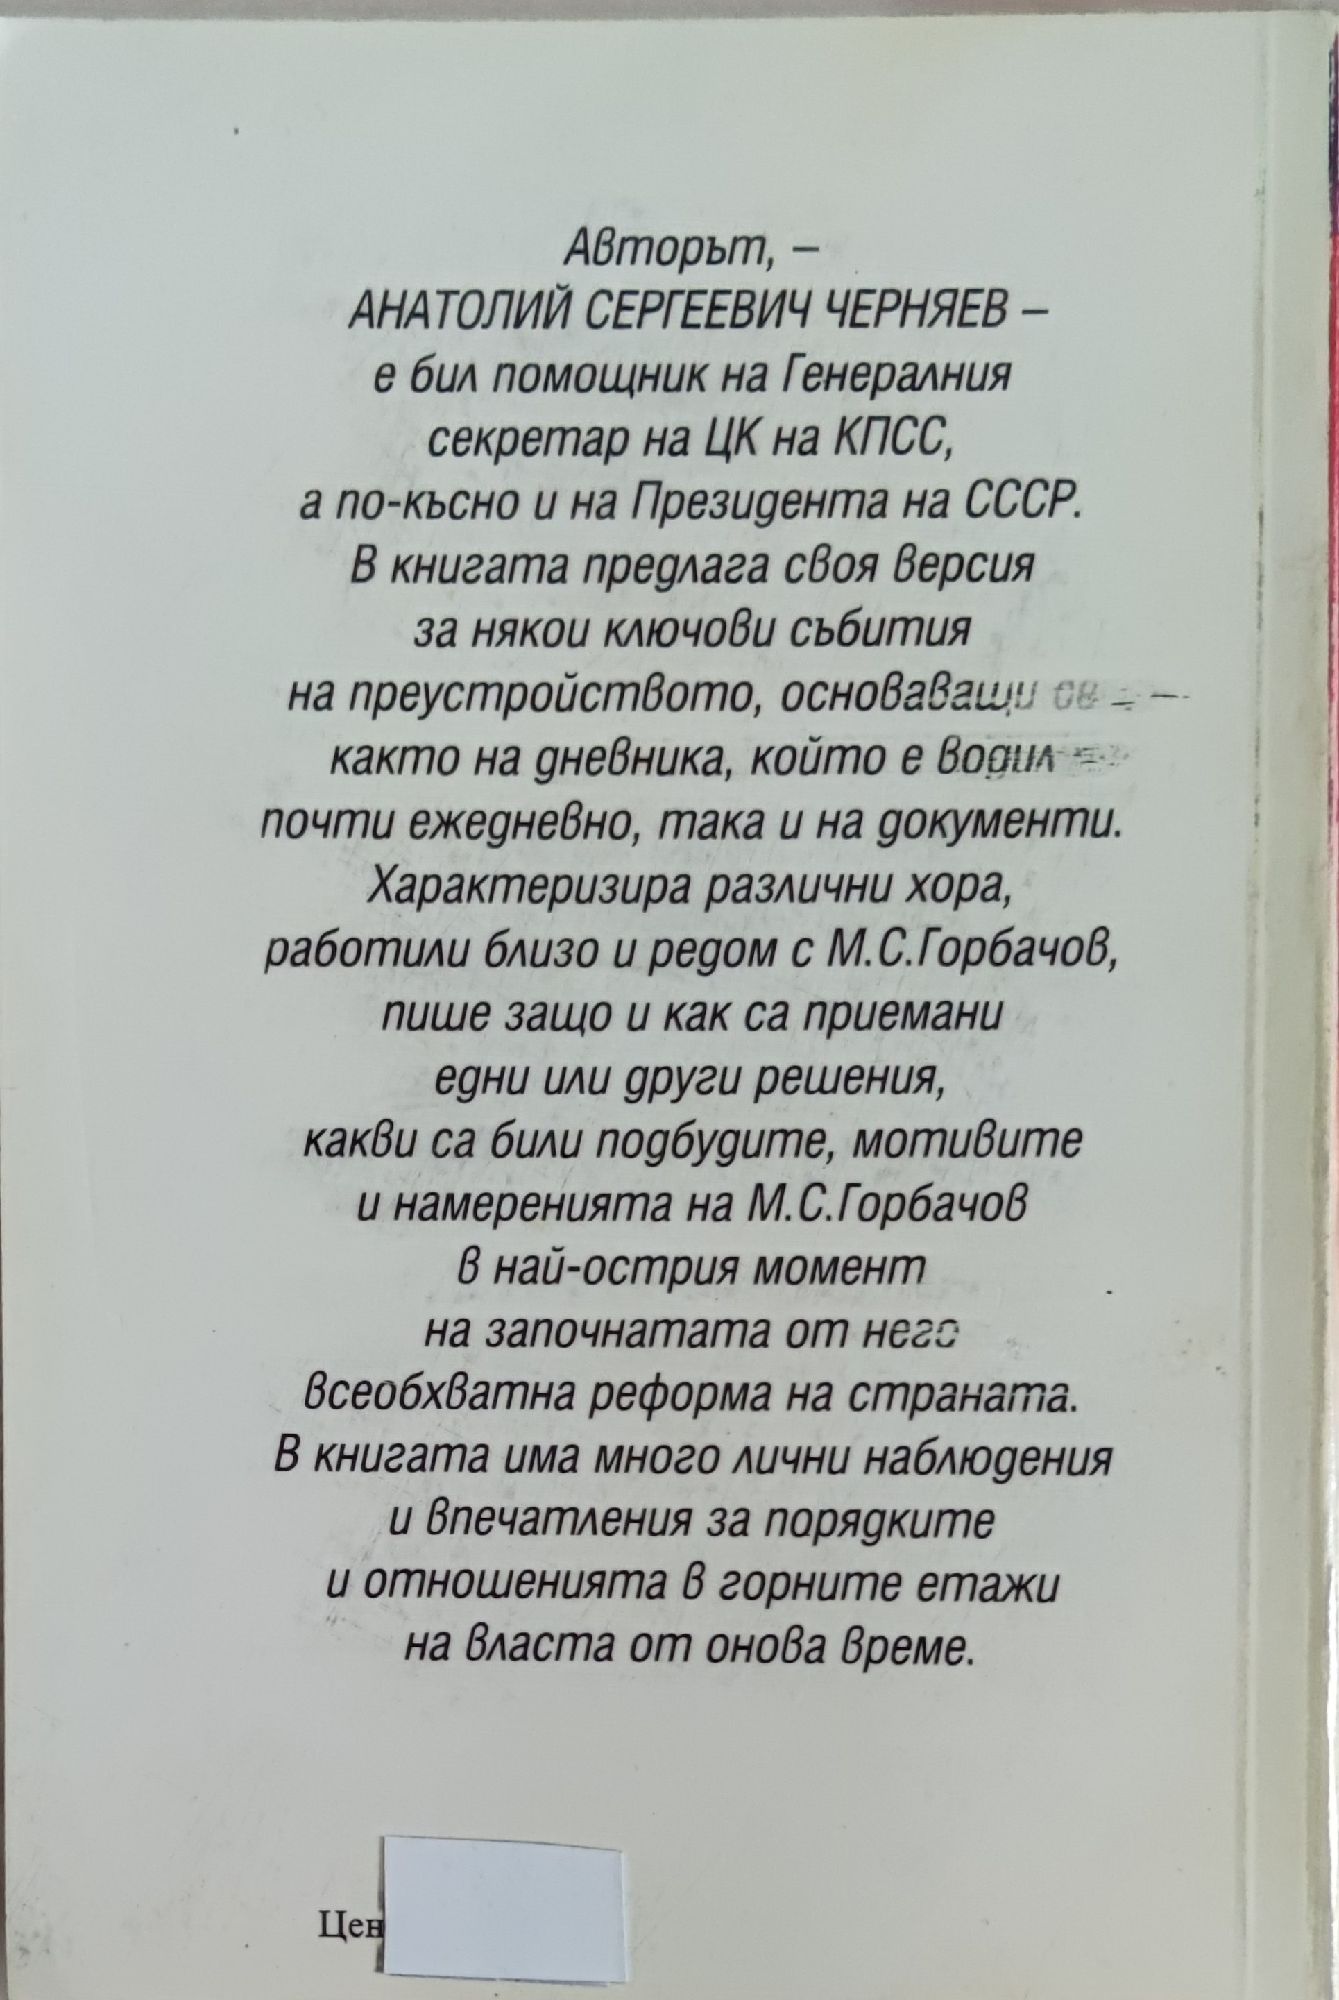 Авторът, –
АНАТОЛИЙ СЕРГЕЕВИЧ ЧЕРНЯЕВ –
е бил помощник на Генералния
секретар на ЦК на КПСС,
а по-късно и на Президента на СССР.
В книгата предлага своя версия
за някои ключови събития
на преустройството, основаващи се
както на дневника, който е водил
почти ежедневно, така и на документи.
Характеризира различни хора,
работили близо и редом с М.С.Горбачов,
пише защо и как са приемани
едни или други решения,
какви са били подбудите, мотивите
и намеренията на М.С.Горбачов
в най-острия момент
на започнатата от него
всеобхватна реформа на страната.
В книгата има много лични наблюдения
и впечатления за порядките
и отношенията в горните етажи
на власта от онова време.
Цен